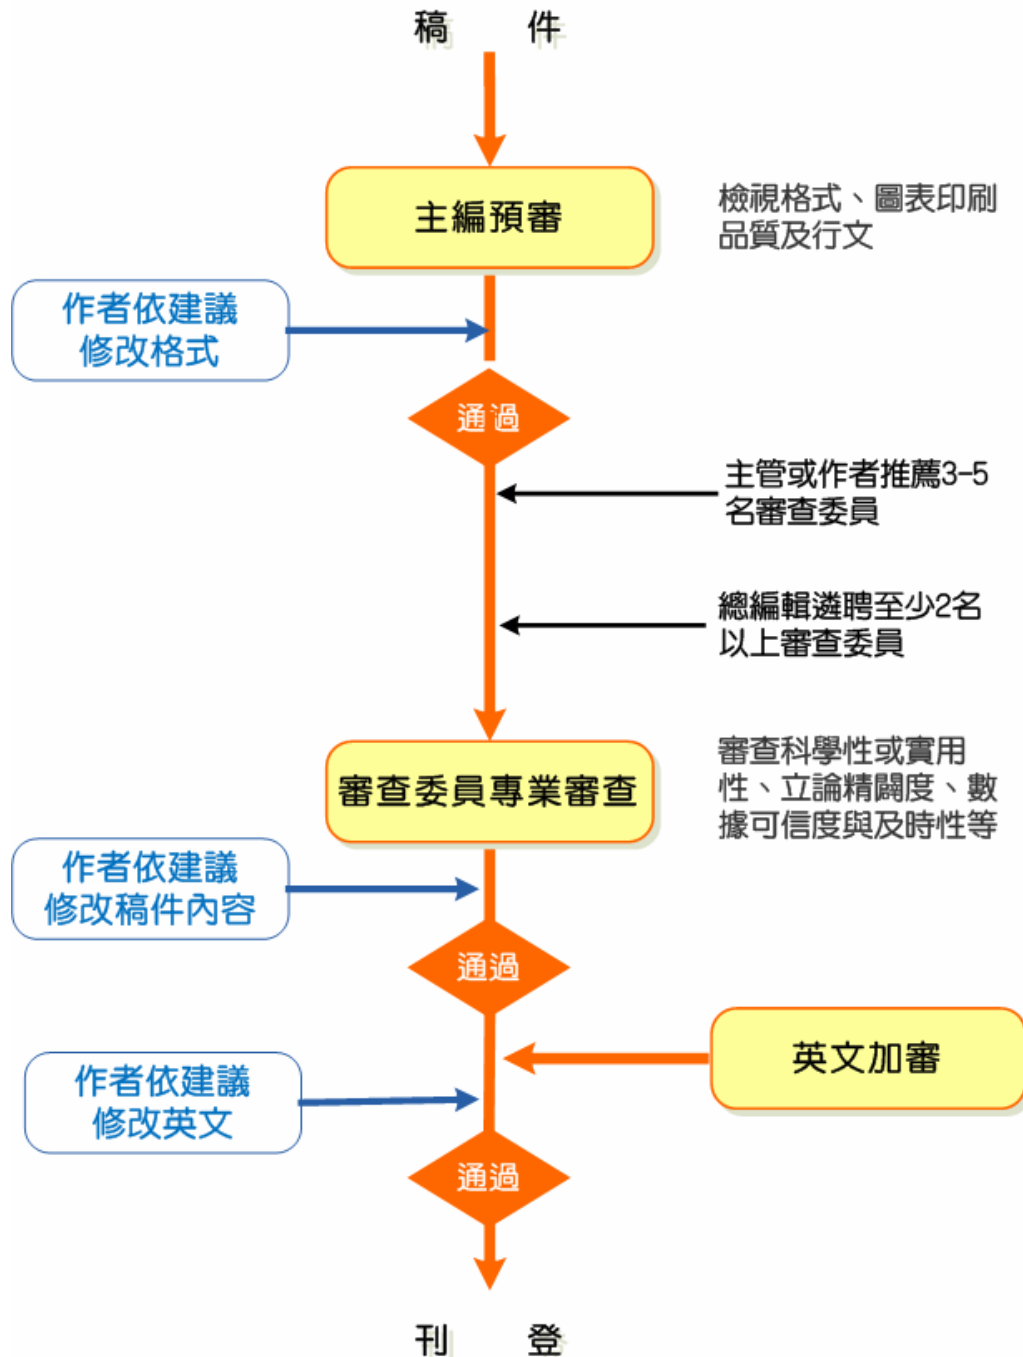 稿件
主編預審
檢視格式、圖表印刷
品質及行文
作者依建議
修改格式
通過
主管或作者推薦3-5
名審查委員
總編輯遴聘至少2名
以上審查委員
審查委員專業審查
審查科學性或實用
性、立論精闢度、數
據可信度與及時性等
作者依建議
修改稿件內容
通過
英文加審
作者依建議
修改英文
通過
刊登